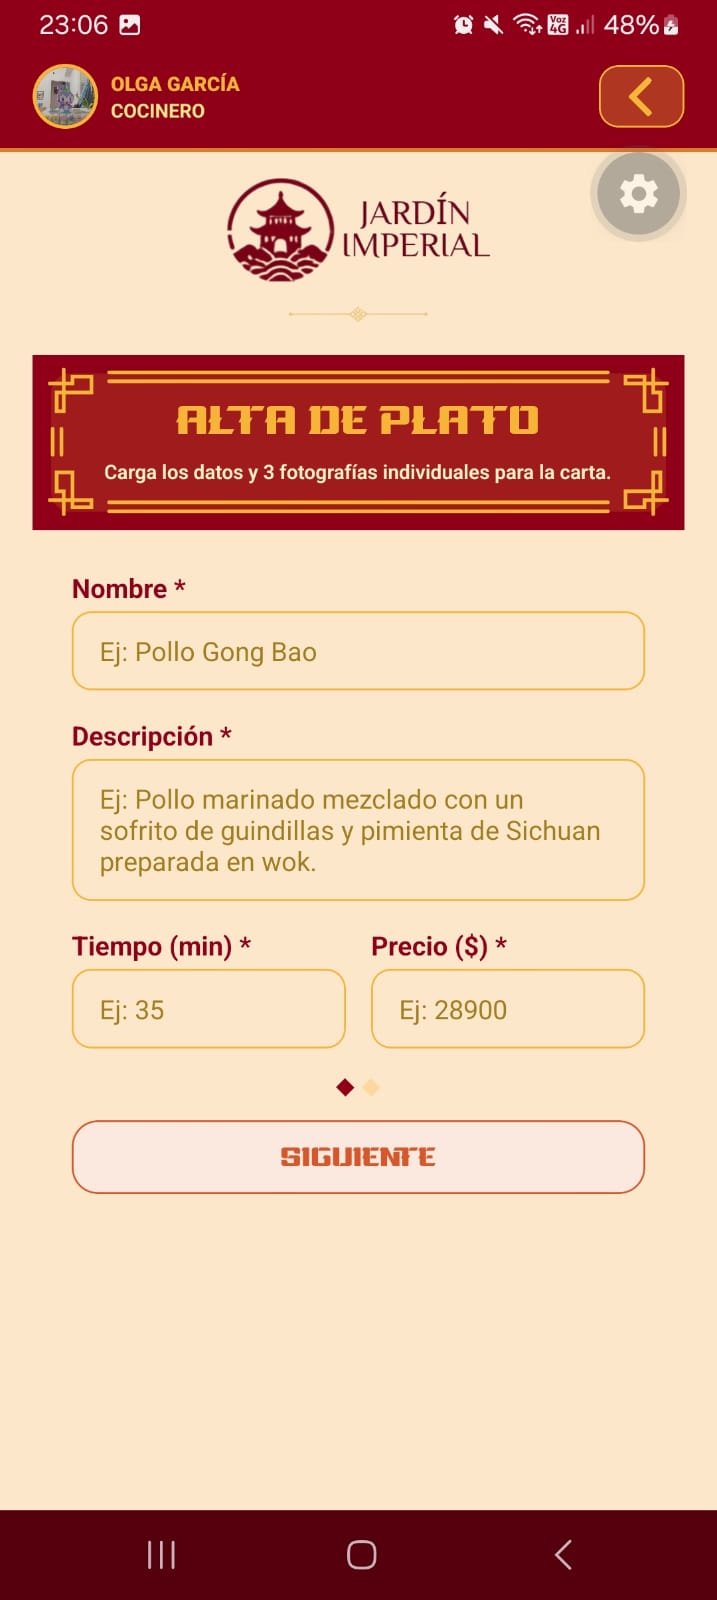 23:06
Voz
4G
48%
OLGA GARCÍA
COCINERO
JARDÍN
IMPERIAL
ALTA DE PLATO
Carga los datos y 3 fotografías individuales para la carta.
Nombre *
Ej: Pollo Gong Bao
Descripción *
Ej: Pollo marinado mezclado con un
sofrito de guindillas y pimienta de Sichuan
preparada en wok.
Tiempo (min) * Precio ($) *
Ej: 35 Ej: 28900
SIGUIENTE